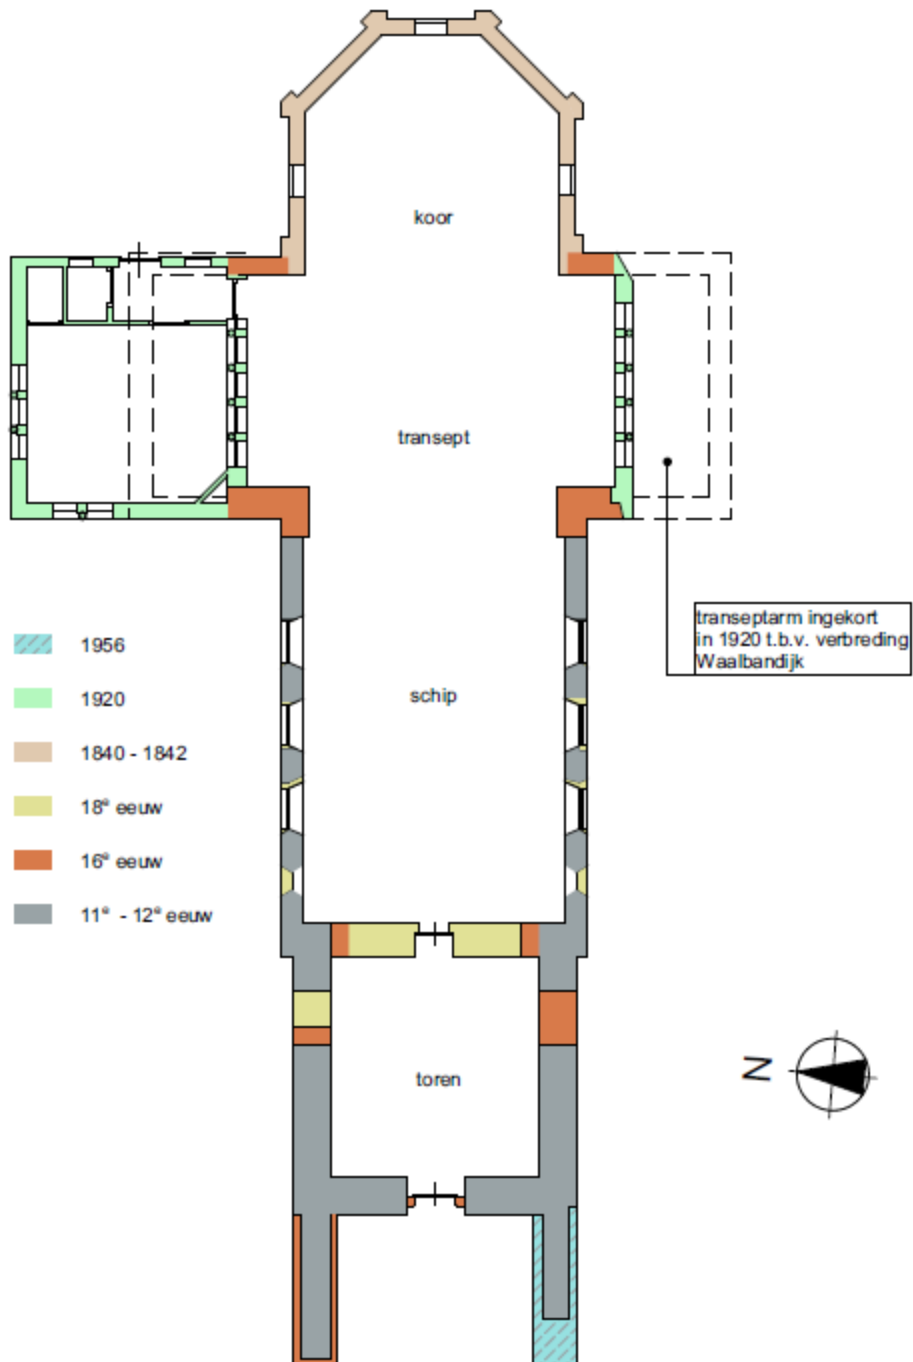 koor
transept
transeptarm ingekort
in 1920 t.b.v. verbreding
Waalbandijk
1956
1920
1840 - 1842
18e eeuw
16e eeuw
11e - 12e eeuw
schip
toren
N